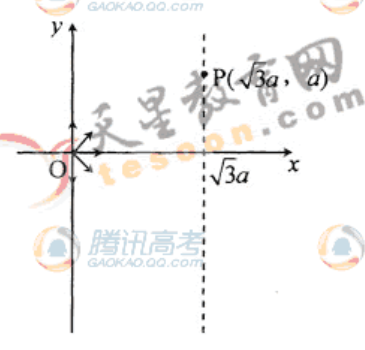 GAOKAO.QQ.COM
y
P(√3a, a)
天星教育网
tesoon.com
O
√3a
x
腾讯高考
GAOKAO.QQ.COM